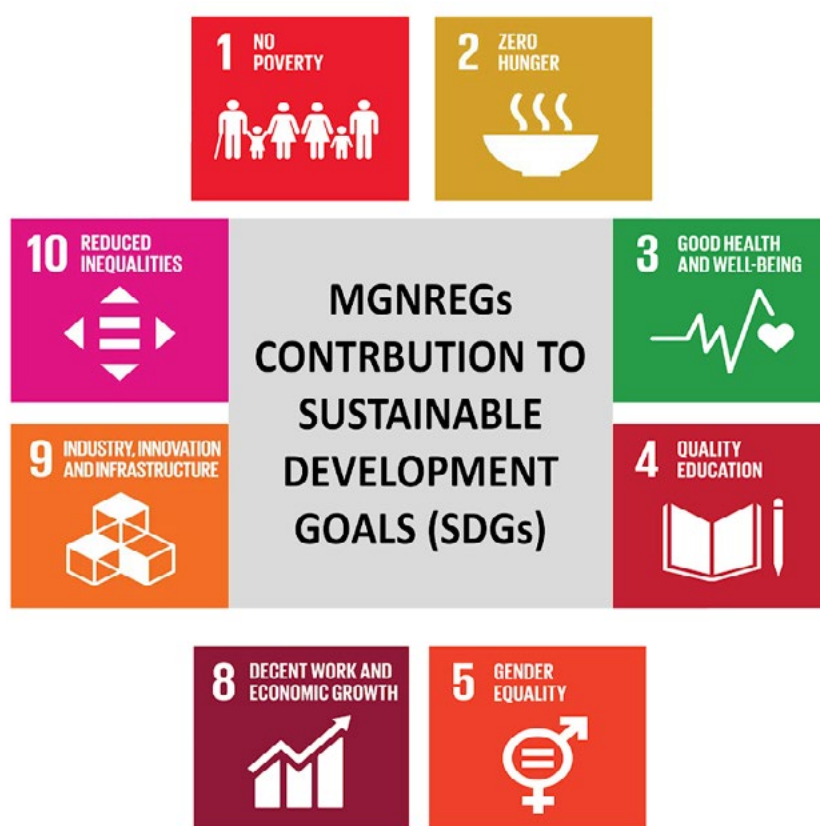 1 NO
POVERTY
2 ZERO
HUNGER
10 REDUCED
INEQUALITIES
MGNREGs
CONTRBUTION TO
SUSTAINABLE
DEVELOPMENT
GOALS (SDGs)
3 GOOD HEALTH
AND WELL-BEING
9 INDUSTRY, INNOVATION
AND INFRASTRUCTURE
4 QUALITY
EDUCATION
8 DECENT WORK AND
ECONOMIC GROWTH
5 GENDER
EQUALITY